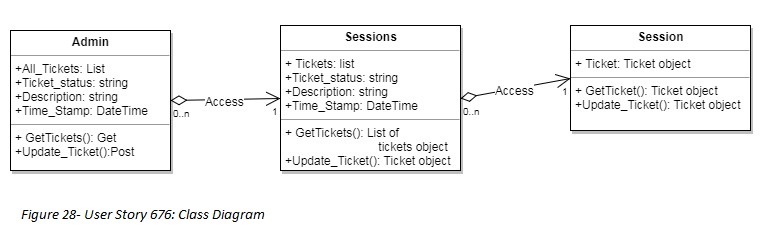 Admin
+All_Tickets: List
+Ticket_status: string
+Description: string
+Time_Stamp: DateTime
+ GetTickets(): Get
+Update_Ticket():Post
0..n
Access
1
Sessions
+ Tickets: list
+Ticket_status: string
+Description: string
+Time_Stamp: DateTime
+ GetTickets(): List of
tickets object
+Update_Ticket(): Ticket object
0..n
Access
1
Session
+ Ticket: Ticket object
+ GetTicket(): Ticket object
+Update_Ticket(): Ticket object
Figure 28- User Story 676: Class Diagram